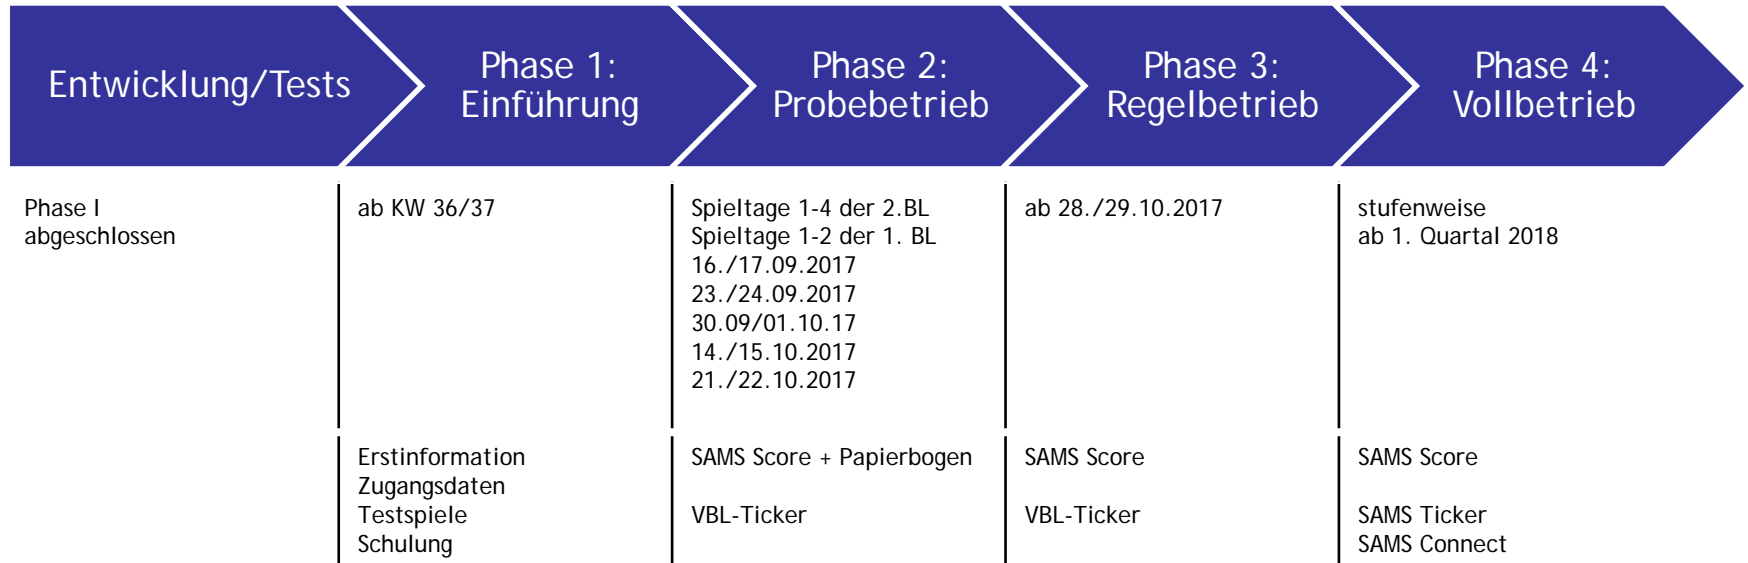 Entwicklung/Tests
Phase 1:
Einführung
Phase 2:
Probebetrieb
Phase 3:
Regelbetrieb
Phase 4:
Vollbetrieb
Phase I
abgeschlossen
ab KW 36/37
Spieltage 1-4 der 2.BL
Spieltage 1-2 der 1. BL
16./17.09.2017
23./24.09.2017
30.09/01.10.17
14./15.10.2017
21./22.10.2017
ab 28./29.10.2017
stufenweise
ab 1. Quartal 2018
Erstinformation
Zugangsdaten
Testspiele
Schulung
SAMS Score + Papierbogen
VBL-Ticker
SAMS Score
VBL-Ticker
SAMS Score
SAMS Ticker
SAMS Connect